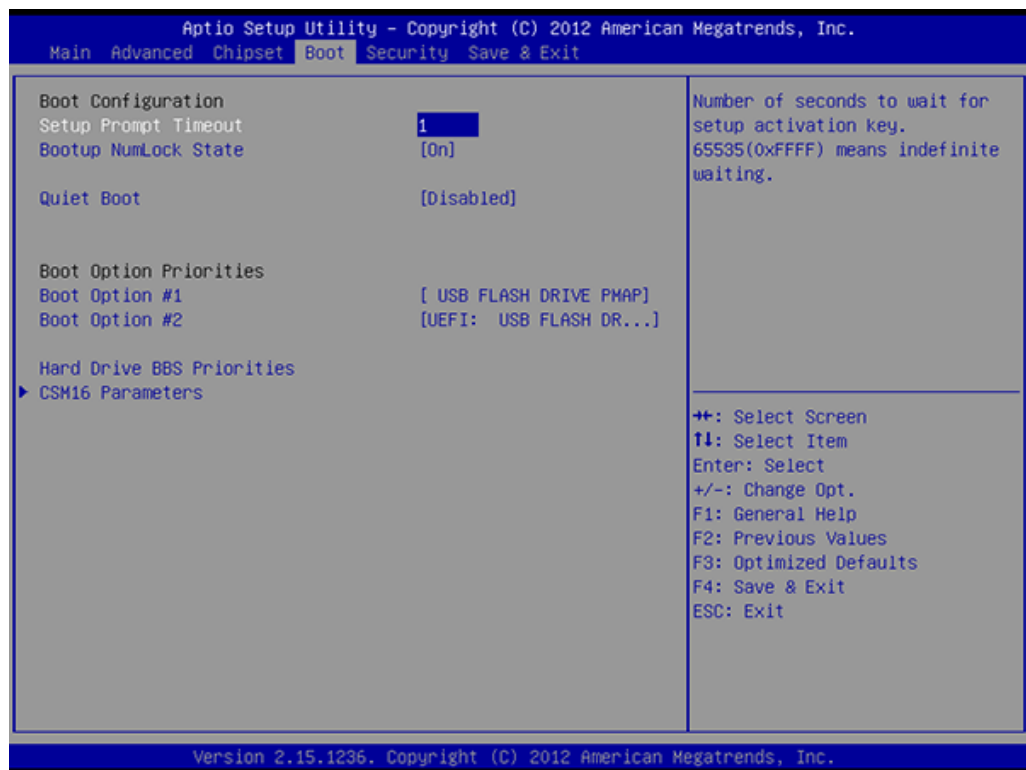 Aptio Setup Utility – Copyright (C) 2012 American Megatrends, Inc.
Main Advanced Chipset Boot Security Save & Exit
Boot Configuration
Setup Prompt Timeout 1
Bootup NumLock State [On]
Quiet Boot [Disabled]
Boot Option Priorities
Boot Option #1 [ USB FLASH DRIVE PMAP]
Boot Option #2 [UEFI: USB FLASH DR...]
Hard Drive BBS Priorities
▶ CSM16 Parameters
Number of seconds to wait for
setup activation key.
65535(0xFFFF) means indefinite
waiting.
→←: Select Screen
↑↓: Select Item
Enter: Select
+/-: Change Opt.
F1: General Help
F2: Previous Values
F3: Optimized Defaults
F4: Save & Exit
ESC: Exit
Version 2.15.1236. Copyright (C) 2012 American Megatrends, Inc.